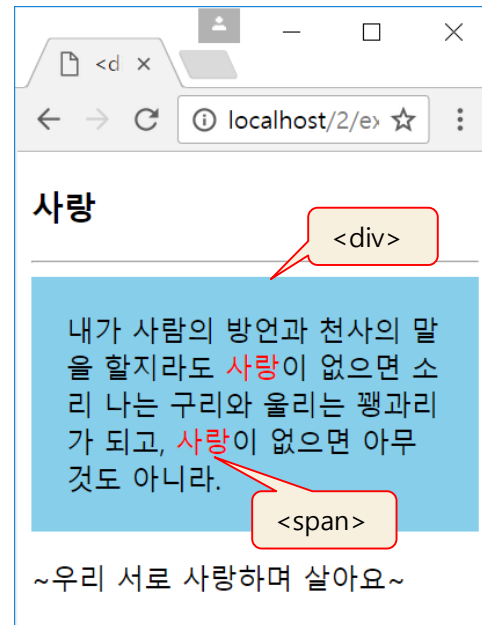 <d
localhost/2/ex
사랑
<div>
내가 사람의 방언과 천사의 말
을 할지라도 사랑이 없으면 소
리 나는 구리와 울리는 꽹과리
가 되고, 사랑이 없으면 아무
것도 아니라.
<span>
~우리 서로 사랑하며 살아요~